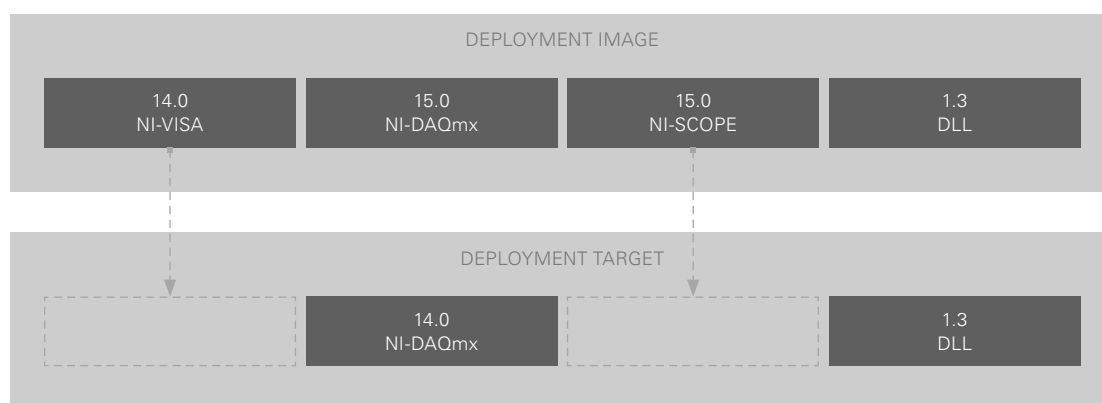 DEPLOYMENT IMAGE
14.0
NI-VISA
15.0
NI-DAQmx
15.0
NI-SCOPE
1.3
DLL
DEPLOYMENT TARGET
14.0
NI-DAQmx
1.3
DLL